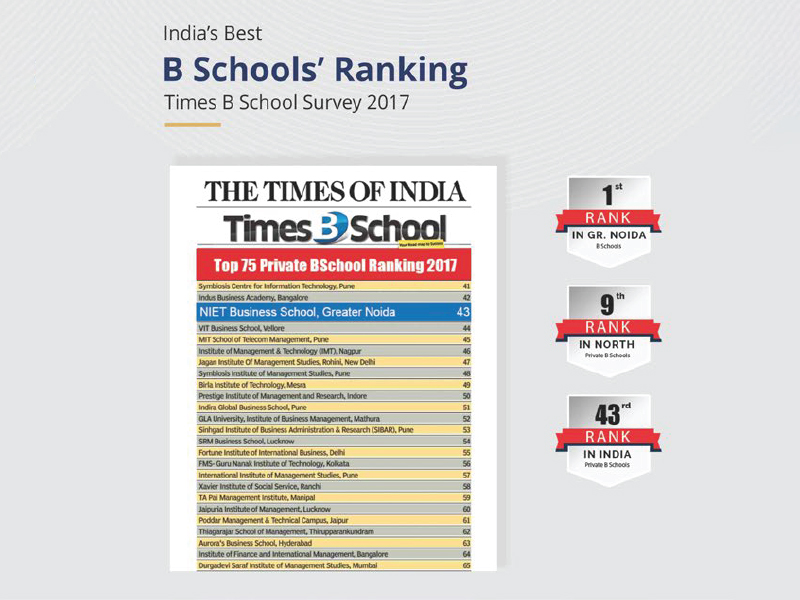 India's Best
B Schools' Ranking
Times B School Survey 2017
THE TIMES OF INDIA
Times B School
Your Road map to Success
Top 75 Private BSchool Ranking 2017
Symbiosis Centre for Information Technology, Pune 41
Indus Business Academy, Bangalore 42
NIET Business School, Greater Noida 43
VIT Business School, Vellore 44
MIT School of Telecom Management, Pune 45
Institute of Management & Technology (IMT), Nagpur 46
Jagan Institute Of Management Studies, Rohini, New Delhi 47
Symbiosis Institute of Management Studies, Pune 48
Birla Institute of Technology, Mesra 49
Prestige Institute of Management and Research, Indore 50
Indira Global Business School, Pune 51
GLA University, Institute of Business Management, Mathura 52
Sinhgad Institute of Business Administration & Research (SIBAR), Pune 53
SRM Business School, Lucknow 54
Fortune Institute of International Business, Delhi 55
FMS-Guru Nanak Institute of Technology, Kolkata 56
International Institute of Management Studies, Pune 57
Xavier Institute of Social Service, Ranchi 58
TA Pai Management Institute, Manipal 59
Jaipuria Institute of Management, Lucknow 60
Poddar Management & Technical Campus, Jaipur 61
Thiagarajar School of Management, Thirupparankundram 62
Aurora's Business School, Hyderabad 63
Institute of Finance and International Management, Bangalore 64
Durgadevi Saraf Institute of Management Studies, Mumbai 65
1st
RANK
IN GR. NOIDA
B Schools
9th
RANK
IN NORTH
Private B Schools
43rd
RANK
IN INDIA
Private B Schools